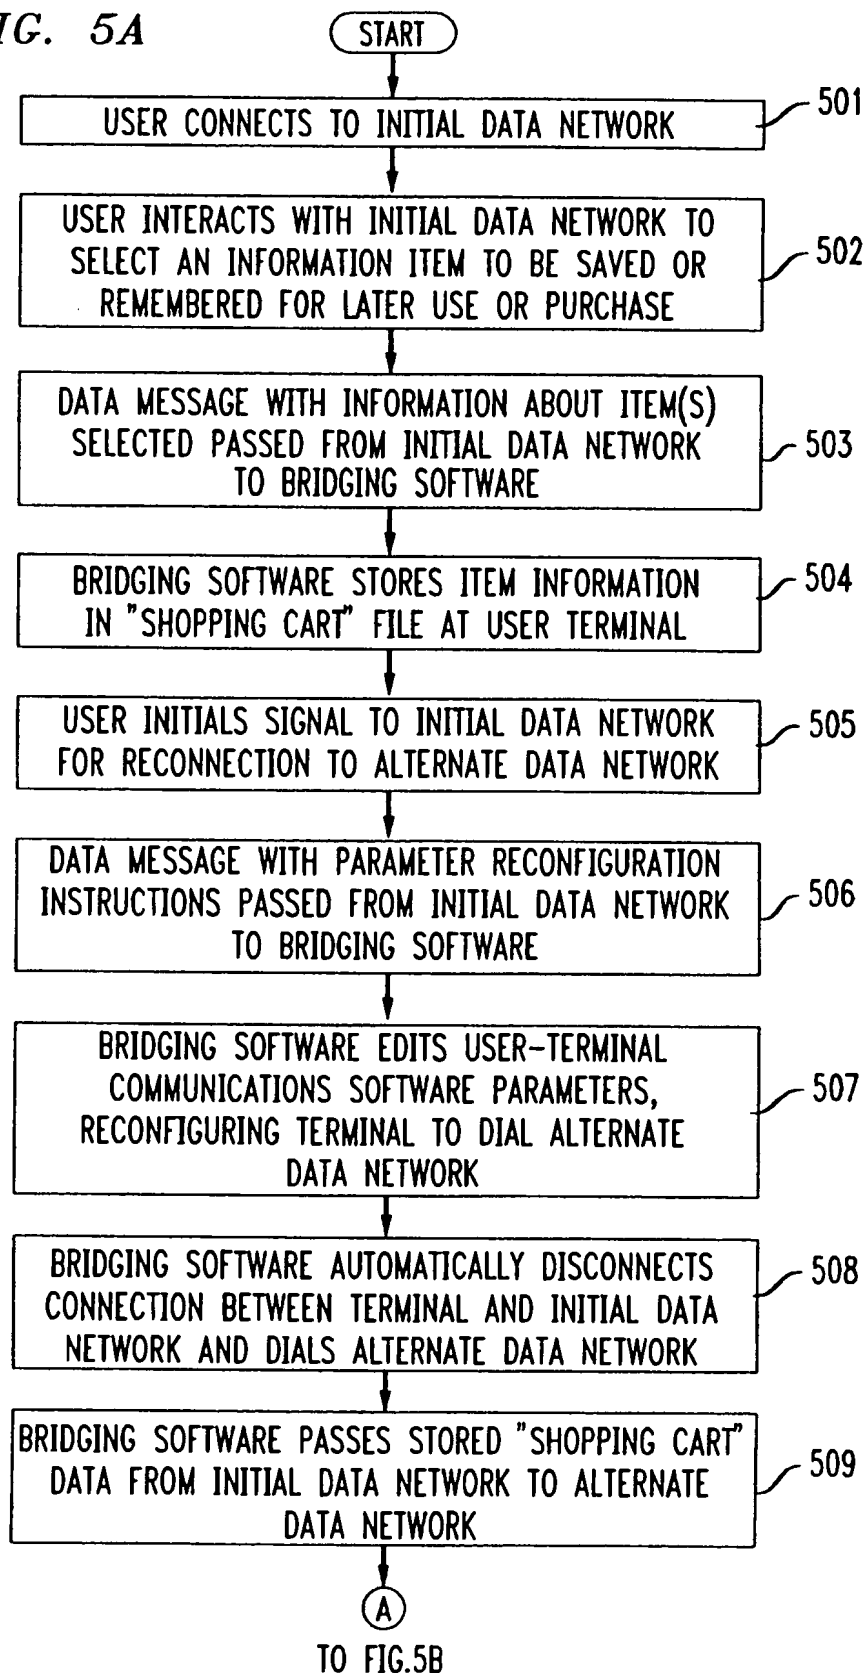 IG. 5A
START
USER CONNECTS TO INITIAL DATA NETWORK
501
USER INTERACTS WITH INITIAL DATA NETWORK TO
SELECT AN INFORMATION ITEM TO BE SAVED OR
REMEMBERED FOR LATER USE OR PURCHASE
502
DATA MESSAGE WITH INFORMATION ABOUT ITEM(S)
SELECTED PASSED FROM INITIAL DATA NETWORK
TO BRIDGING SOFTWARE
503
BRIDGING SOFTWARE STORES ITEM INFORMATION
IN "SHOPPING CART" FILE AT USER TERMINAL
504
USER INITIALS SIGNAL TO INITIAL DATA NETWORK
FOR RECONNECTION TO ALTERNATE DATA NETWORK
505
DATA MESSAGE WITH PARAMETER RECONFIGURATION
INSTRUCTIONS PASSED FROM INITIAL DATA NETWORK
TO BRIDGING SOFTWARE
506
BRIDGING SOFTWARE EDITS USER-TERMINAL
COMMUNICATIONS SOFTWARE PARAMETERS,
RECONFIGURING TERMINAL TO DIAL ALTERNATE
DATA NETWORK
507
BRIDGING SOFTWARE AUTOMATICALLY DISCONNECTS
CONNECTION BETWEEN TERMINAL AND INITIAL DATA
NETWORK AND DIALS ALTERNATE DATA NETWORK
508
BRIDGING SOFTWARE PASSES STORED "SHOPPING CART"
DATA FROM INITIAL DATA NETWORK TO ALTERNATE
DATA NETWORK
509
A
TO FIG.5B